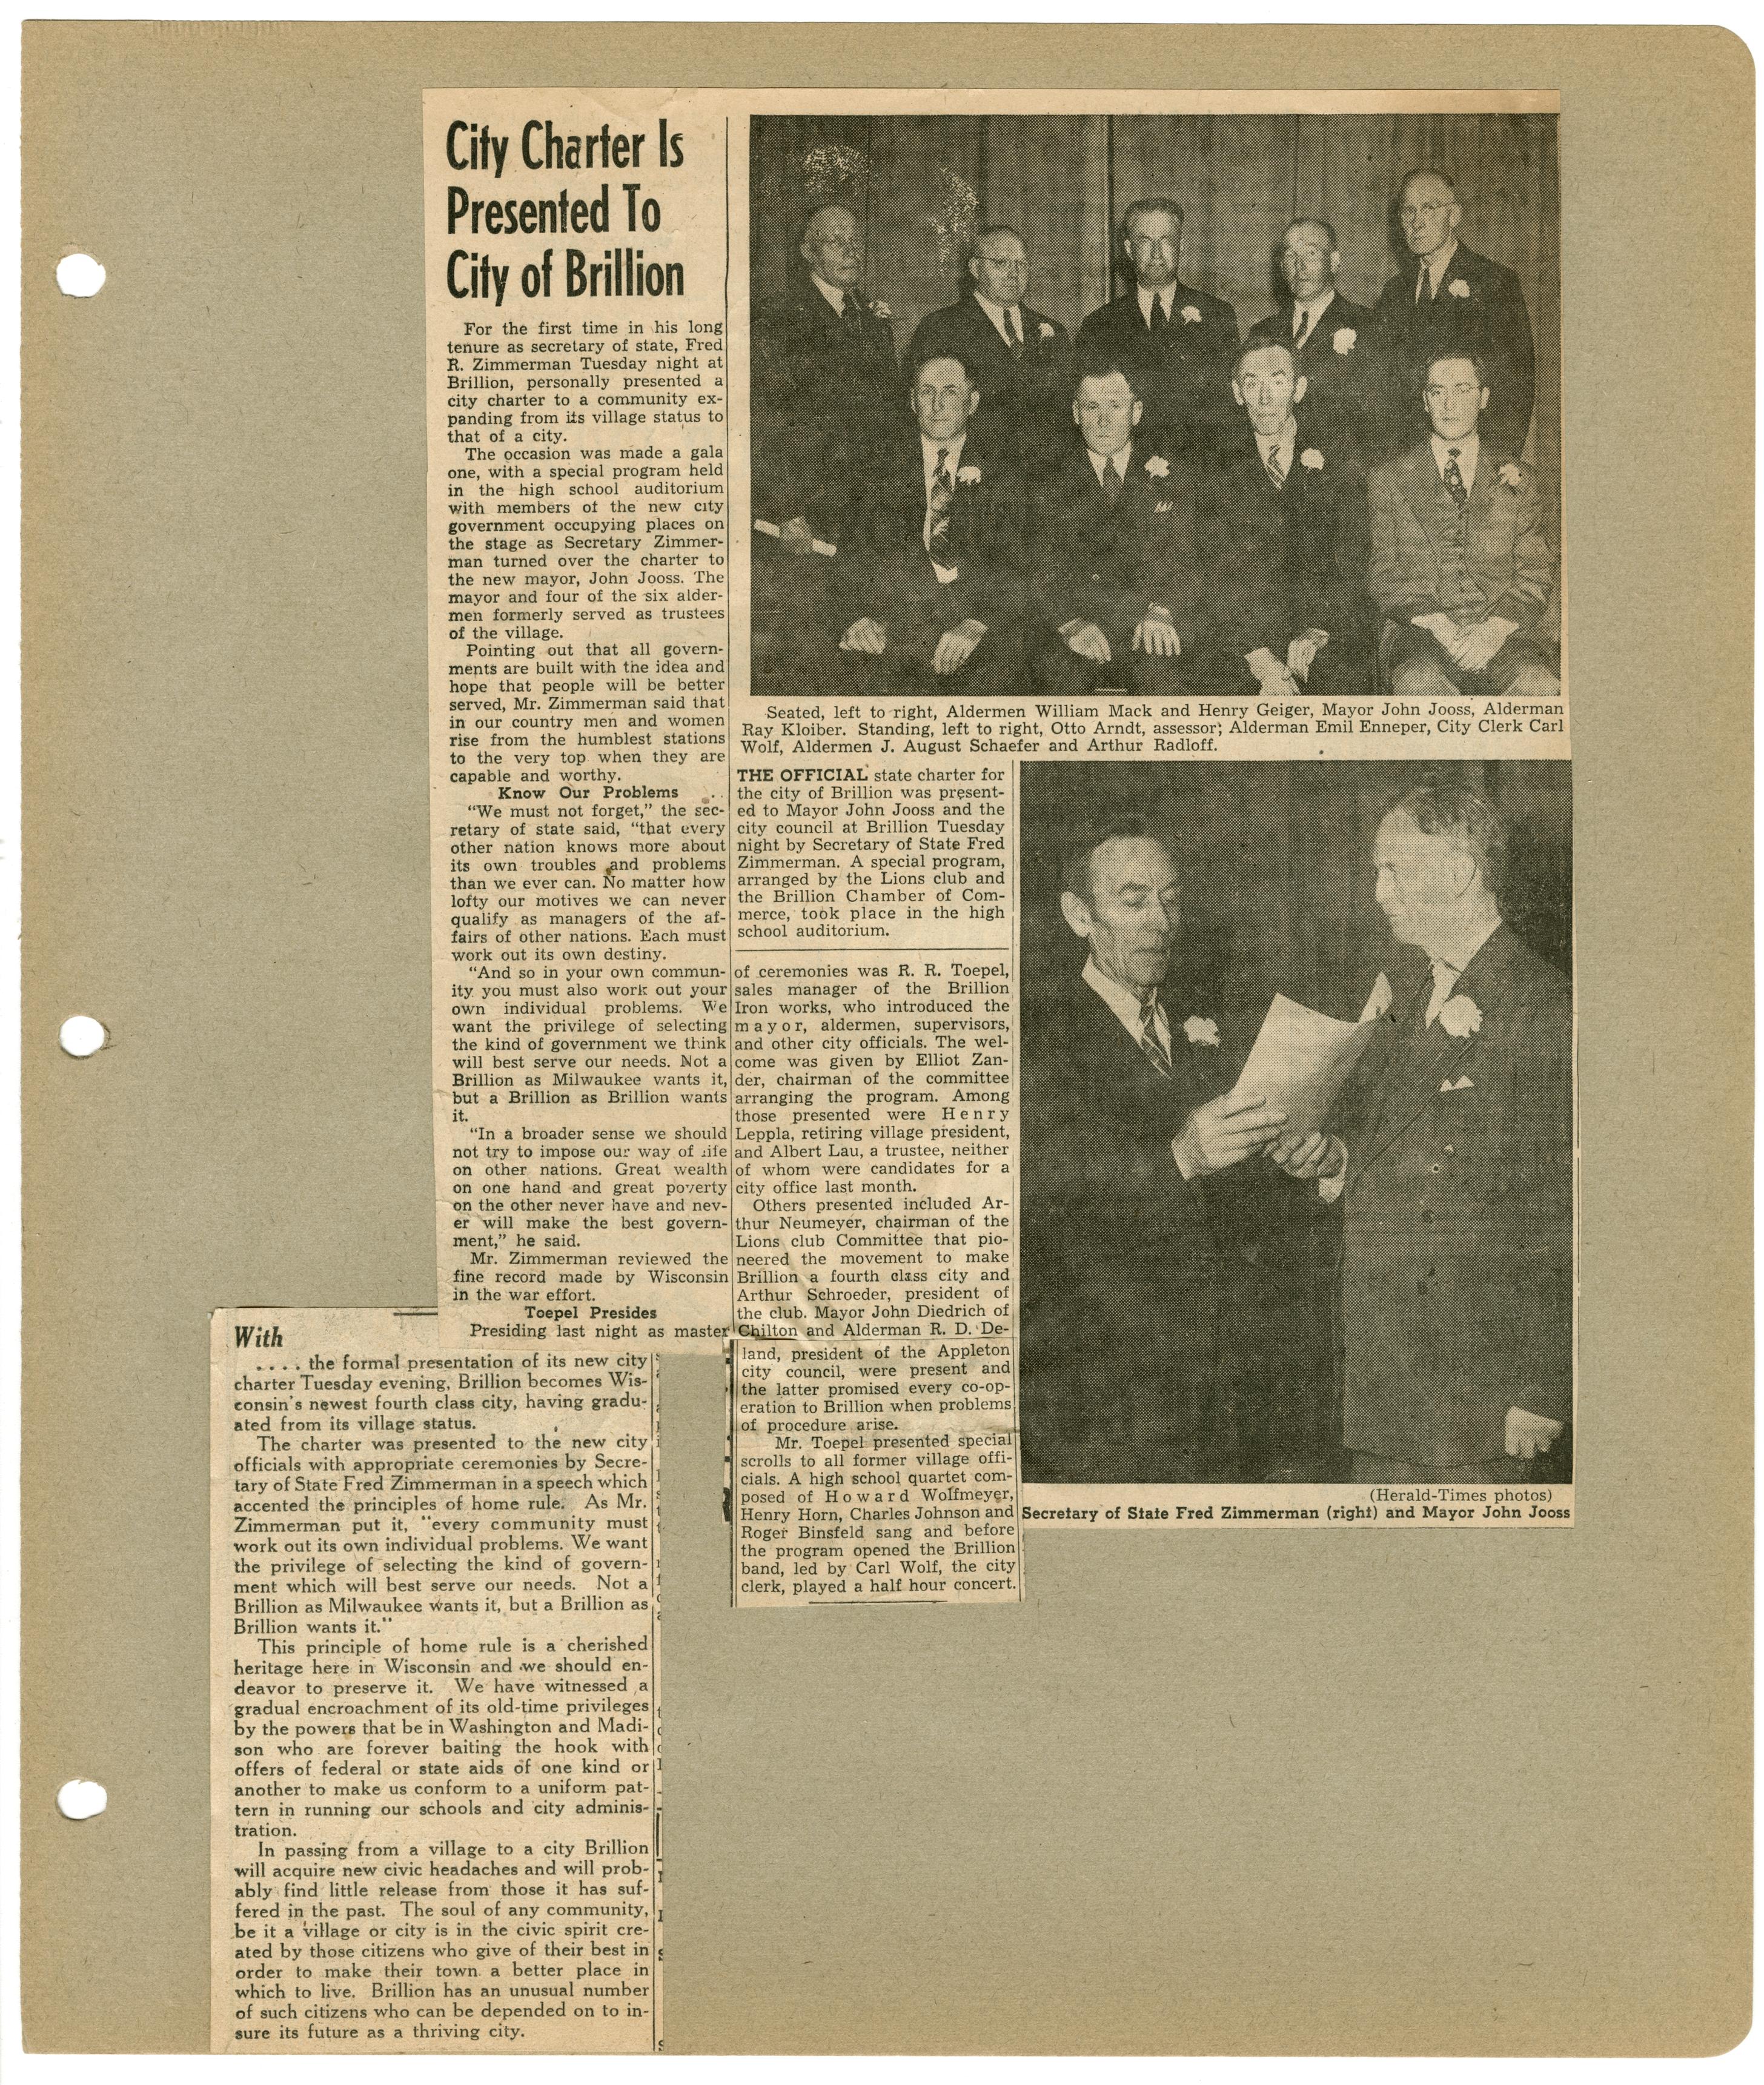 City Charter Is
Presented To
City of Brillion
For the first time in his long
tenure as secretary of state, Fred
R. Zimmerman Tuesday night at
Brillion, personally presented a
city charter to a community ex-
panding from its village status to
that of a city.
The occasion was made a gala
one, with a special program held
in the high school auditorium
with members of the new city
government occupying places on
the stage as Secretary Zimmer-
man turned over the charter to
the new mayor, John Jooss. The
mayor and four of the six alder-
men formerly served as trustees
of the village.
Pointing out that all govern-
ments are built with the idea and
hope that people will be better
served, Mr. Zimmerman said that
in our country men and women
rise from the humblest stations
to the very top when they are
capable and worthy.
Know Our Problems
"We must not forget," the sec-
retary of state said, "that every
other nation knows more about
its own troubles and problems
than we ever can. No matter how
lofty our motives we can never
qualify as managers of the af-
fairs of other nations. Each must
work out its own destiny.
"And so in your own commun-
ity you must also work out your
own individual problems. We
want the privilege of selecting
the kind of government we think
will best serve our needs. Not a
Brillion as Milwaukee wants it,
but a Brillion as Brillion wants
it.
"In a broader sense we should
not try to impose our way of life
on other nations. Great wealth
on one hand and great poverty
on the other never have and nev-
er will make the best govern-
ment," he said.
Mr. Zimmerman reviewed the
fine record made by Wisconsin
in the war effort.
Toepel Presides
Presiding last night as master
of ceremonies was R. R. Toepel,
sales manager of the Brillion
Iron works, who introduced the
mayor, aldermen, supervisors,
and other city officials. The wel-
come was given by Elliot Zan-
der, chairman of the committee
arranging the program. Among
those presented were Henry
Leppla, retiring village president,
and Albert Lau, a trustee, neither
of whom were candidates for a
city office last month.
Others presented included Ar-
thur Neumeyer, chairman of the
Lions club Committee that pio-
neered the movement to make
Brillion a fourth class city and
Arthur Schroeder, president of
the club. Mayor John Diedrich of
Chilton and Alderman R. D. De-
land, president of the Appleton
city council, were present and
the latter promised every co-op-
eration to Brillion when problems
of procedure arise.
Mr. Toepel presented special
scrolls to all former village offi-
cials. A high school quartet com-
posed of Howard Wolfmeyer,
Henry Horn, Charles Johnson and
Roger Binsfeld sang and before
the program opened the Brillion
band, led by Carl Wolf, the city
clerk, played a half hour concert.
Seated, left to right, Aldermen William Mack and Henry Geiger, Mayor John Jooss, Alderman
Ray Kloiber. Standing, left to right, Otto Arndt, assessor; Alderman Emil Enneper, City Clerk Carl
Wolf, Aldermen J. August Schaefer and Arthur Radloff.
THE OFFICIAL state charter for
the city of Brillion was present-
ed to Mayor John Jooss and the
city council at Brillion Tuesday
night by Secretary of State Fred
Zimmerman. A special program,
arranged by the Lions club and
the Brillion Chamber of Com-
merce, took place in the high
school auditorium.
(Herald-Times photos)
Secretary of State Fred Zimmerman (right) and Mayor John Jooss
With
.... the formal presentation of its new city
charter Tuesday evening, Brillion becomes Wis-
consin's newest fourth class city, having gradu-
ated from its village status.
The charter was presented to the new city
officials with appropriate ceremonies by Secre-
tary of State Fred Zimmerman in a speech which
accented the principles of home rule. As Mr.
Zimmerman put it, "every community must
work out its own individual problems. We want
the privilege of selecting the kind of govern-
ment which will best serve our needs. Not a
Brillion as Milwaukee wants it, but a Brillion as
Brillion wants it."
This principle of home rule is a cherished
heritage here in Wisconsin and we should en-
deavor to preserve it. We have witnessed a
gradual encroachment of its old-time privileges
by the powers that be in Washington and Madi-
son who are forever baiting the hook with
offers of federal or state aids of one kind or
another to make us conform to a uniform pat-
tern in running our schools and city adminis-
tration.
In passing from a village to a city Brillion
will acquire new civic headaches and will prob-
ably find little release from those it has suf-
fered in the past. The soul of any community,
be it a village or city is in the civic spirit cre-
ated by those citizens who give of their best in
order to make their town a better place in
which to live. Brillion has an unusual number
of such citizens who can be depended on to in-
sure its future as a thriving city.